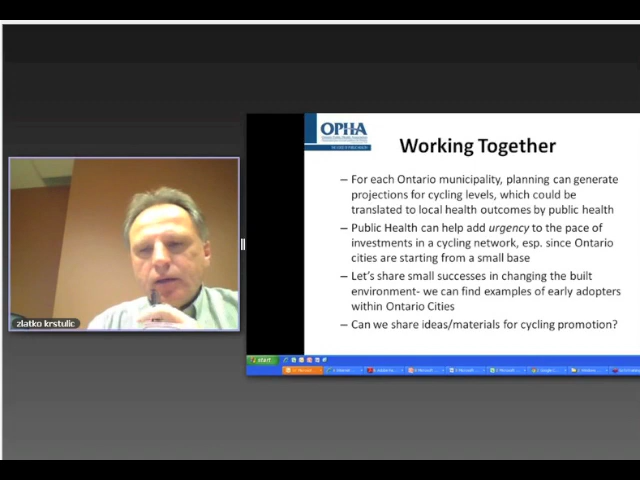 OPHA
Working Together
– For each Ontario municipality, planning can generate
projections for cycling levels, which could be
translated to local health outcomes by public health
– Public Health can help add urgency to the pace of
investments in a cycling network, esp. since Ontario
cities are starting from a small base
– Let's share small successes in changing the built
environment- we can find examples of early adopters
within Ontario Cities
– Can we share ideas/materials for cycling promotion?
zlatko krstulic
start